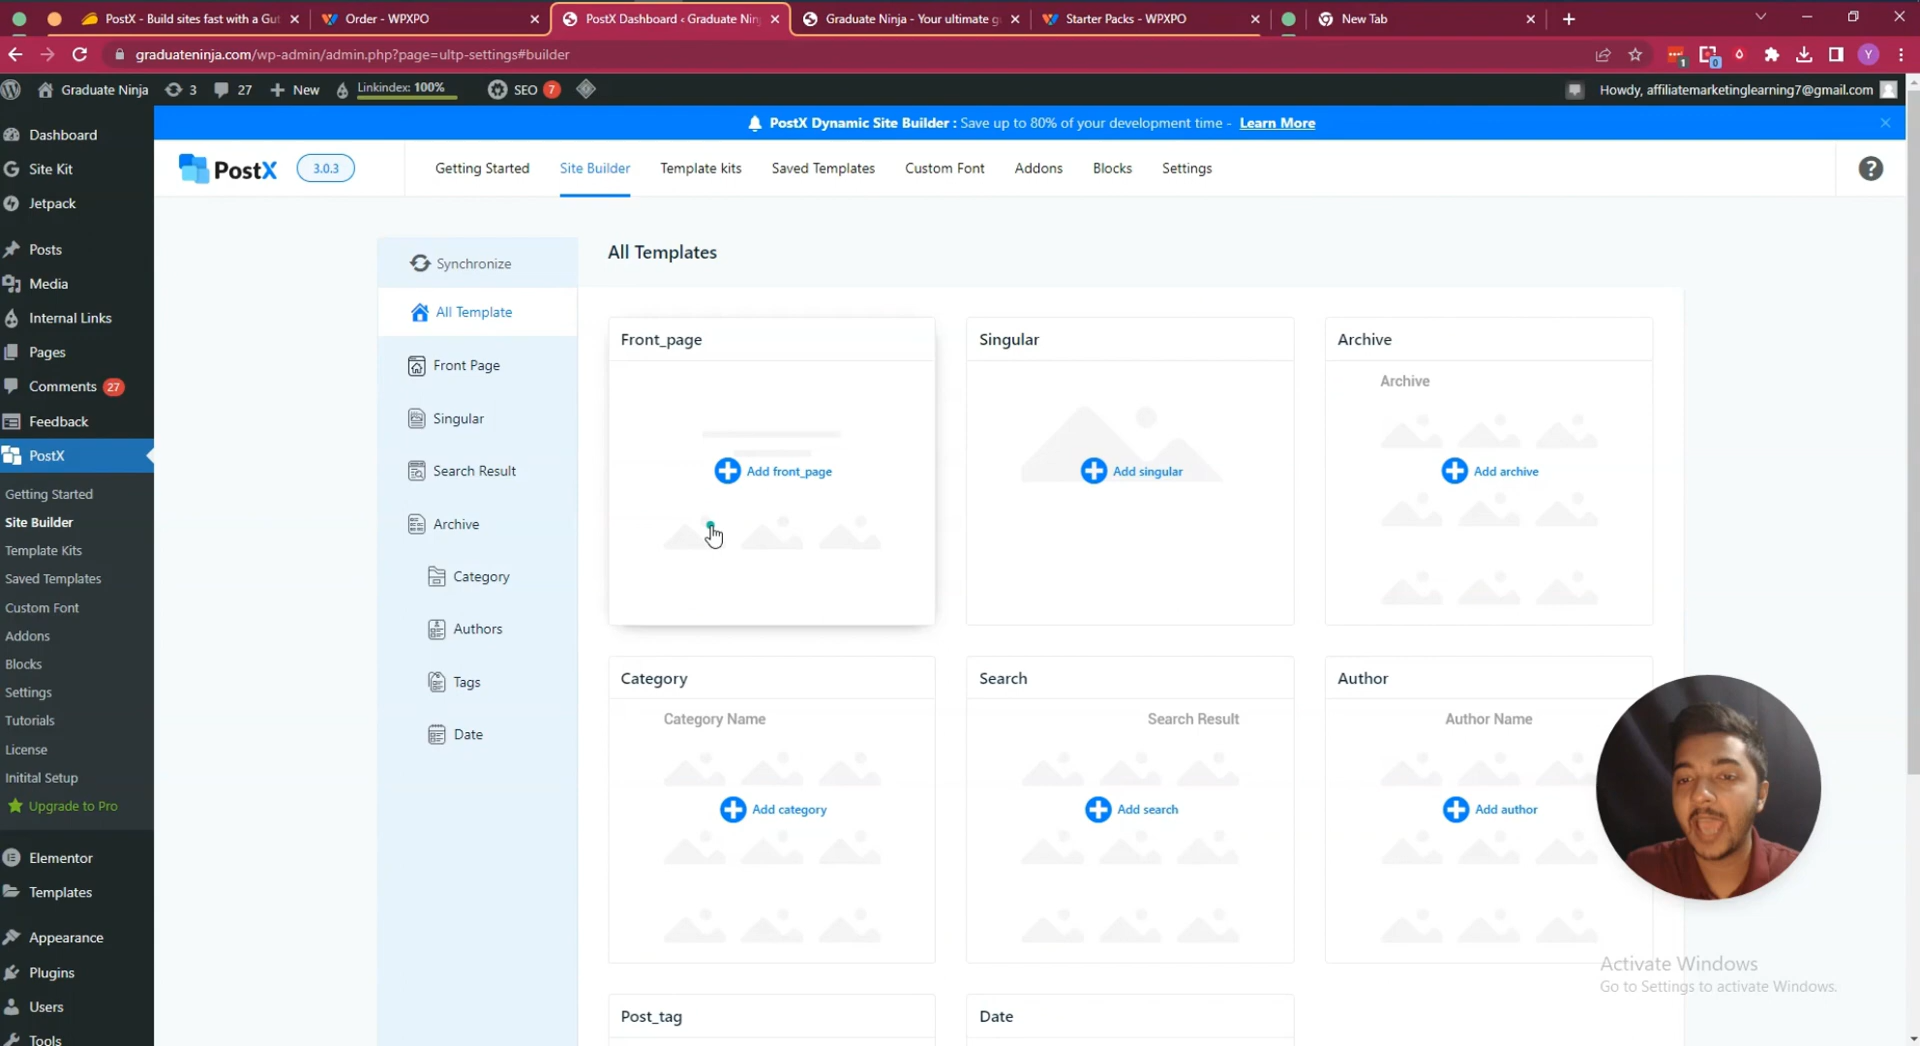 PostX - Build sites fast with a Gut
Order - WPXPO
PostX Dashboard ‹ Graduate Nin
Graduate Ninja - Your ultimate g
Starter Packs - WPXPO
New Tab
graduateninja.com/wp-admin/admin.php?page=ultp-settings#builder
1
0
Y
Graduate Ninja
3
27
New
Linkindex: 100%
SEO 7
Howdy, affiliatemarketinglearning7@gmail.com
PostX Dynamic Site Builder : Save up to 80% of your development time - Learn More
PostX
3.0.3
Getting Started
Site Builder
Template kits
Saved Templates
Custom Font
Addons
Blocks
Settings
?
Dashboard
Site Kit
Jetpack
Posts
Media
Internal Links
Pages
Comments 27
Feedback
PostX
Getting Started
Site Builder
Template Kits
Saved Templates
Custom Font
Addons
Blocks
Settings
Tutorials
License
Initital Setup
Upgrade to Pro
Elementor
Templates
Appearance
Plugins
Users
Tools
Synchronize
All Template
Front Page
Singular
Search Result
Archive
Category
Authors
Tags
Date
All Templates
Front_page
Add front_page
Singular
Add singular
Archive
Archive
Add archive
Category
Category Name
Add category
Search
Search Result
Add search
Author
Author Name
Add author
Post_tag
Date
Activate Windows
Go to Settings to activate Windows.